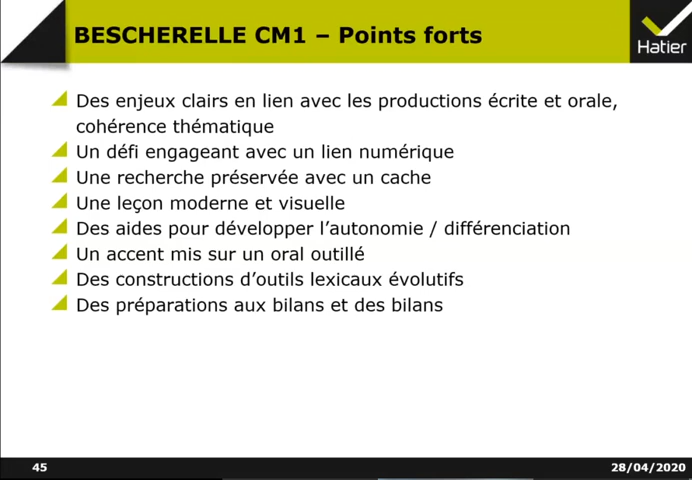 BESCHERELLE CM1 – Points forts
Hatier
Des enjeux clairs en lien avec les productions écrite et orale,
cohérence thématique
Un défi engageant avec un lien numérique
Une recherche préservée avec un cache
Une leçon moderne et visuelle
Des aides pour développer l’autonomie / différenciation
Un accent mis sur un oral outillé
Des constructions d’outils lexicaux évolutifs
Des préparations aux bilans et des bilans
45
28/04/2020